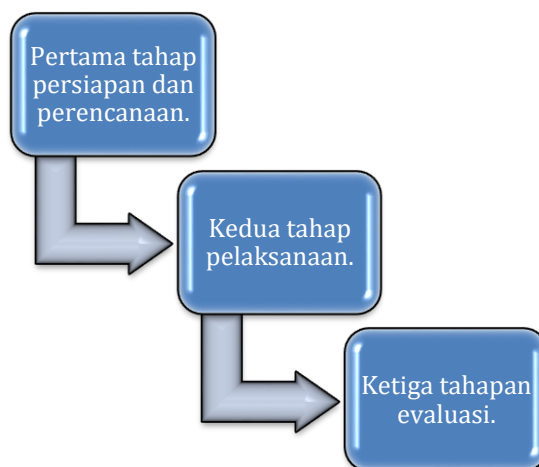 Pertama tahap
persiapan dan
perencanaan.
Kedua tahap
pelaksanaan.
Ketiga tahapan
evaluasi.